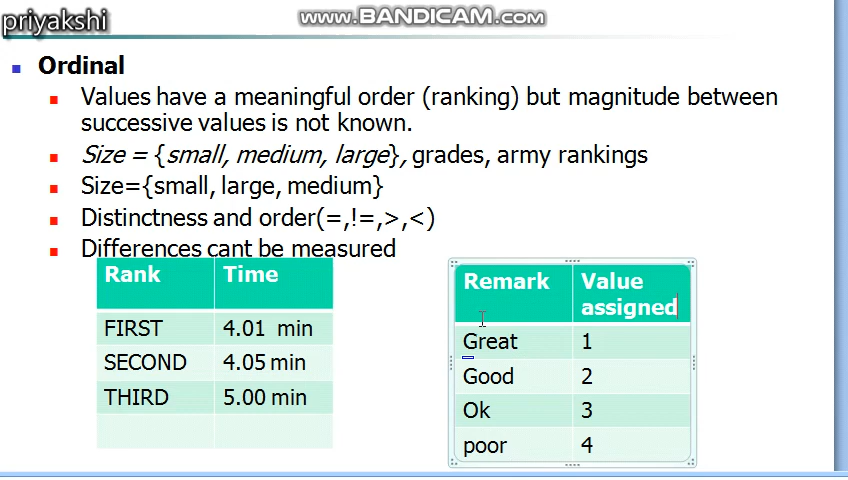 priyakshi
www.BANDICAM.com
Ordinal
Values have a meaningful order (ranking) but magnitude between
successive values is not known.
Size = {small, medium, large}, grades, army rankings
Size={small, large, medium}
Distinctness and order(=,!=,>,<)
Differences cant be measured
Rank Time
FIRST 4.01 min
SECOND 4.05 min
THIRD 5.00 min
Remark Value
assigned
Great 1
Good 2
Ok 3
poor 4